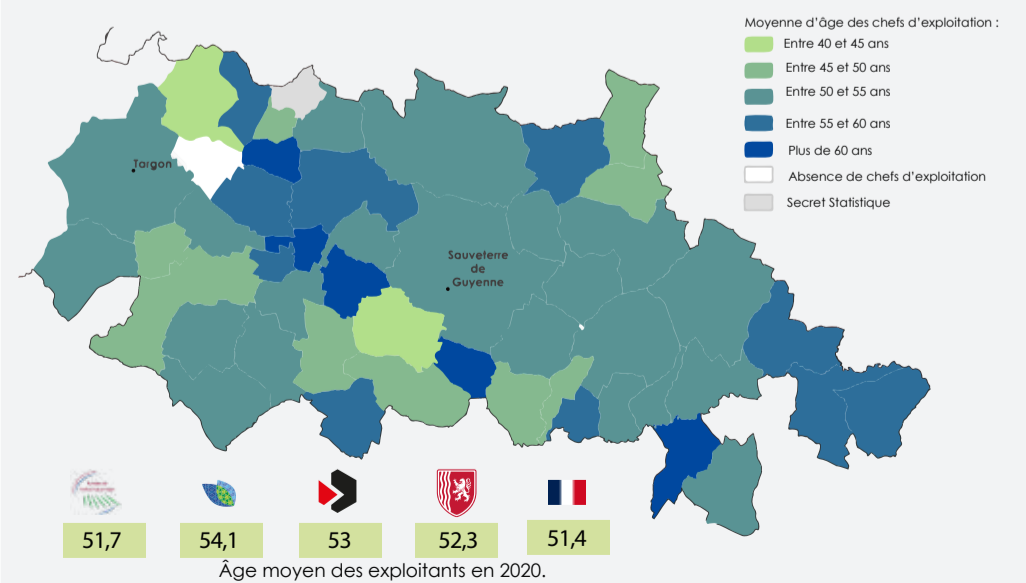 Moyenne d'âge des chefs d'exploitation :
Entre 40 et 45 ans
Entre 45 et 50 ans
Entre 50 et 55 ans
Entre 55 et 60 ans
Plus de 60 ans
Absence de chefs d'exploitation
Secret Statistique
Targon
Sauveterre
de
Guyenne
51,7
54,1
53
52,3
51,4
Âge moyen des exploitants en 2020.